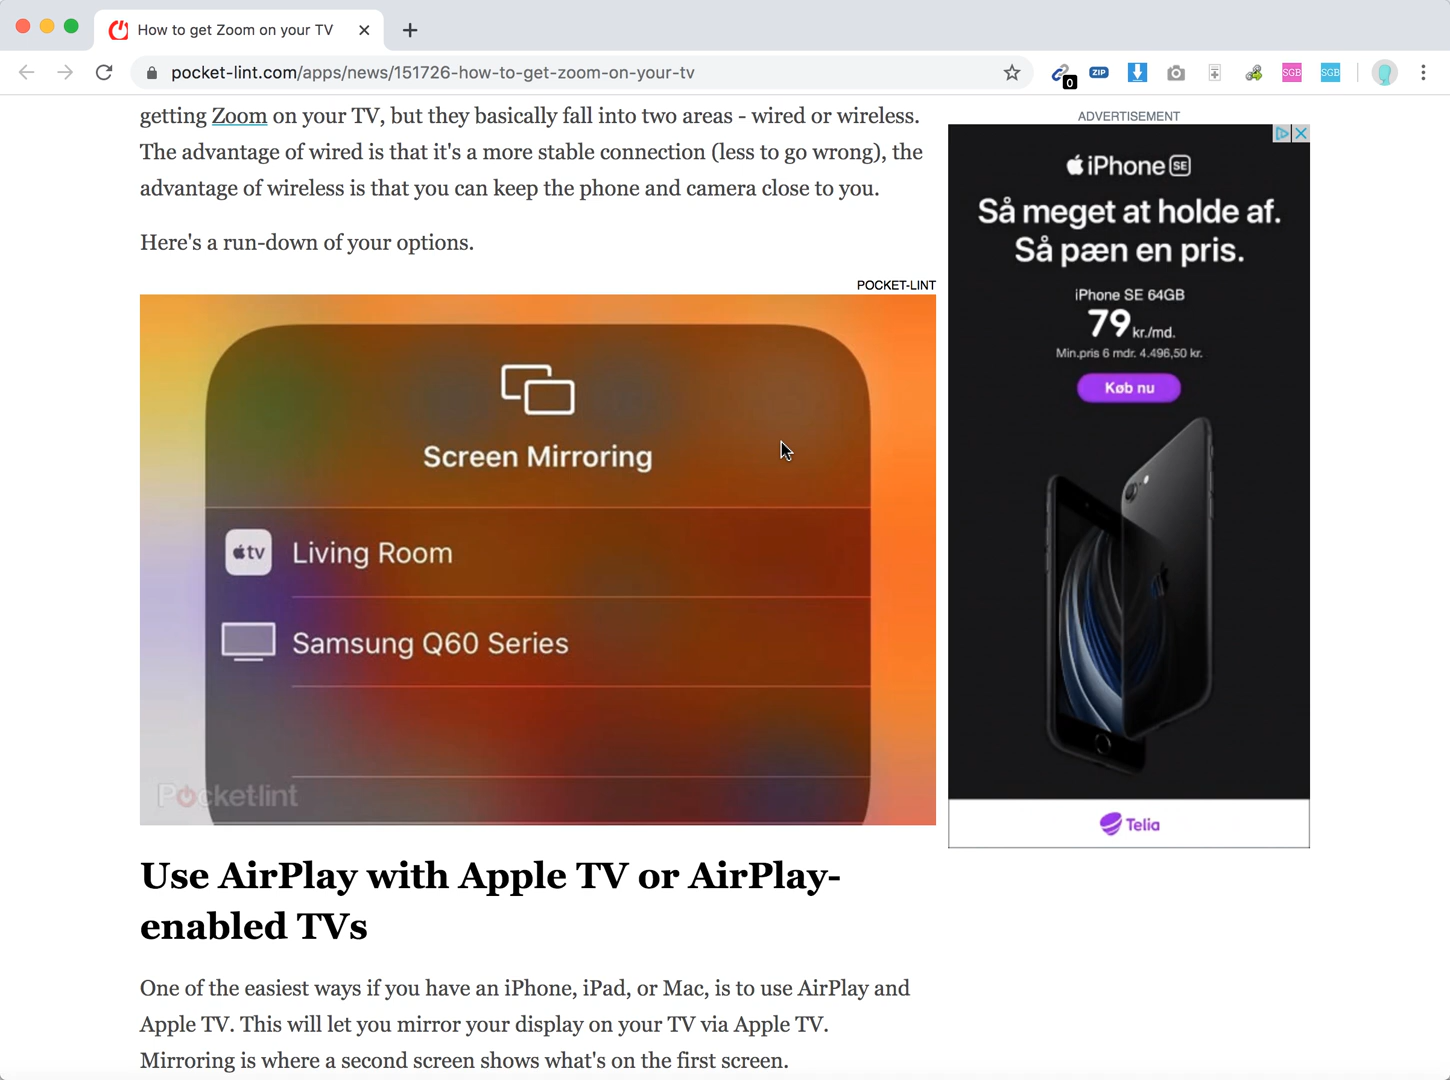 How to get Zoom on your TV
pocket-lint.com/apps/news/151726-how-to-get-zoom-on-your-tv
0
ZIP
SGB
SGB
getting Zoom on your TV, but they basically fall into two areas - wired or wireless.
The advantage of wired is that it's a more stable connection (less to go wrong), the
advantage of wireless is that you can keep the phone and camera close to you.
Here's a run-down of your options.
POCKET-LINT
Screen Mirroring
tv
Living Room
Samsung Q60 Series
Pocket-lint
Use AirPlay with Apple TV or AirPlay-
enabled TVs
One of the easiest ways if you have an iPhone, iPad, or Mac, is to use AirPlay and
Apple TV. This will let you mirror your display on your TV via Apple TV.
Mirroring is where a second screen shows what's on the first screen.
ADVERTISEMENT
iPhone SE
Så meget at holde af.
Så pæn en pris.
iPhone SE 64GB
79 kr./md.
Min.pris 6 mdr. 4.496,50 kr.
Køb nu
Telia